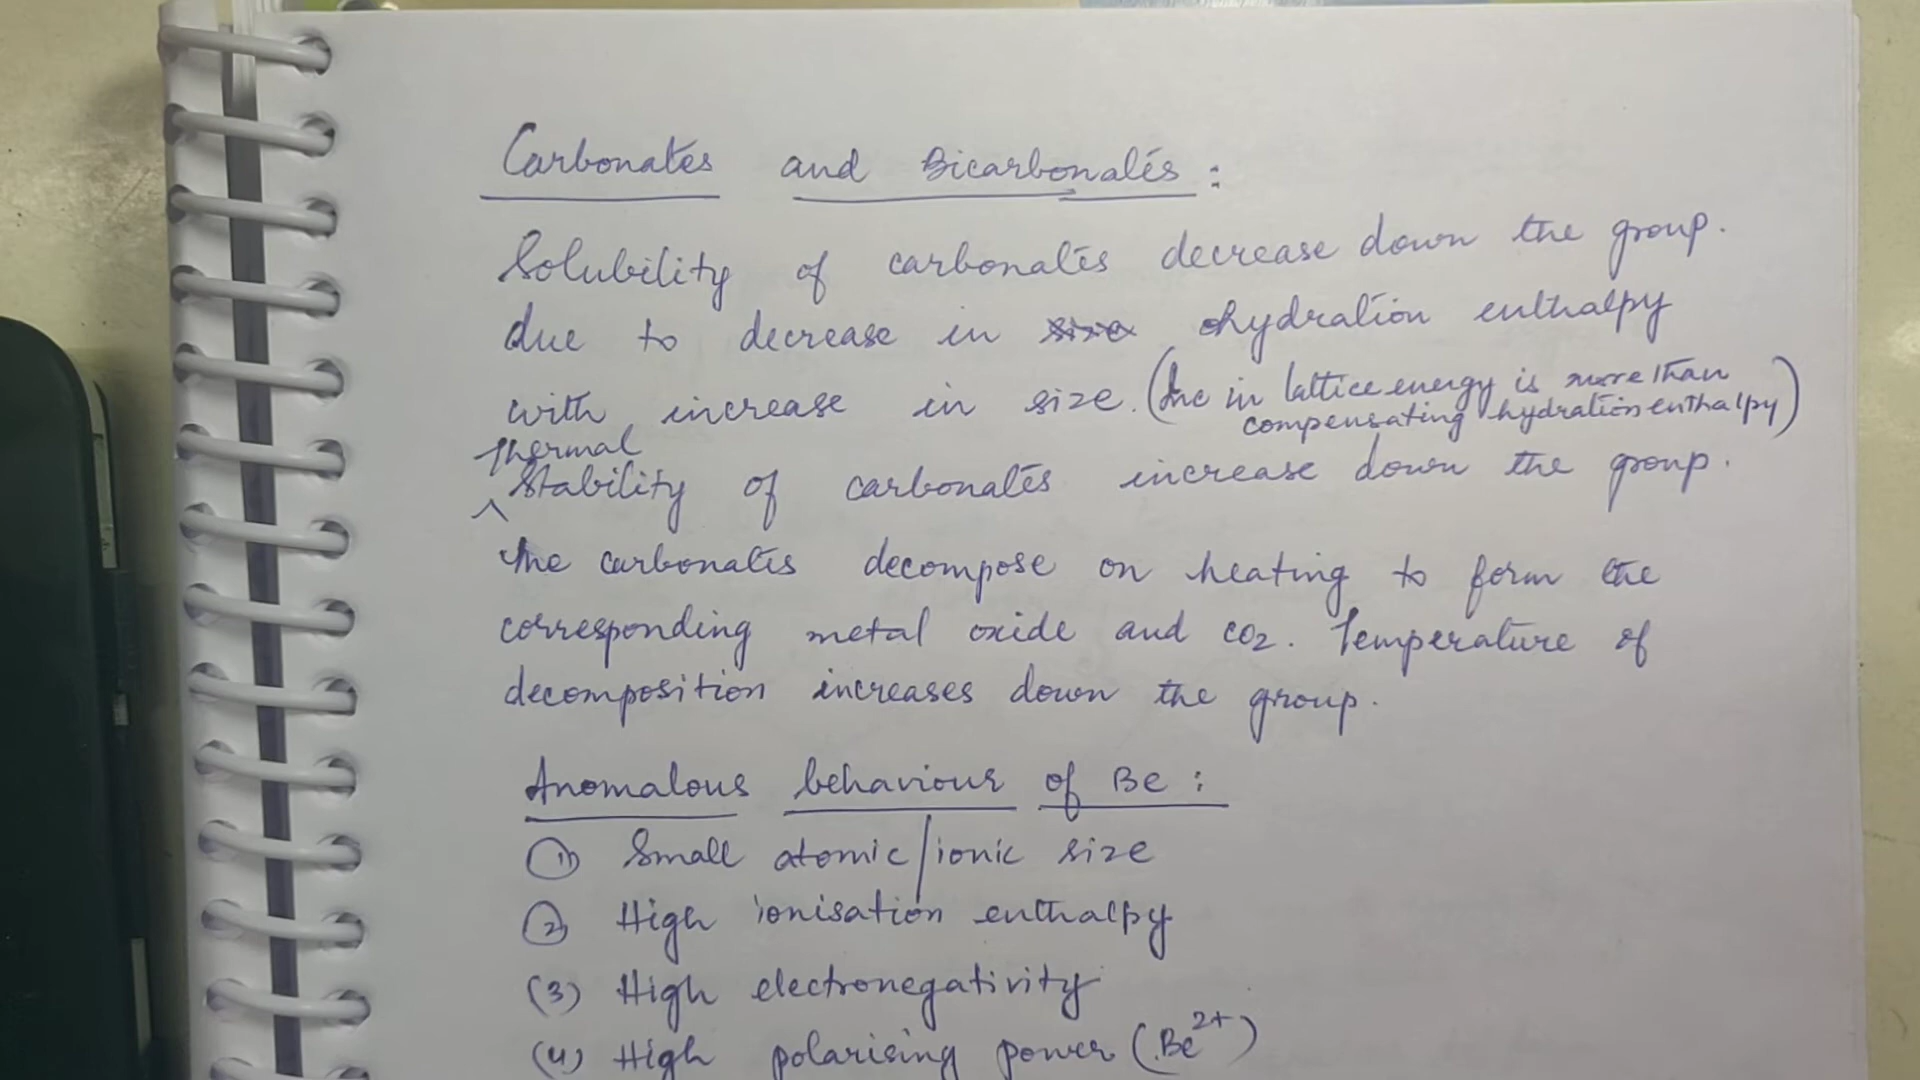 Carbonates and Bicarbonates :
Solubility of carbonates decrease down the group.
due to decrease in hydration enthalpy
with increase in size. (Inc in lattice energy is more than
compensating hydration enthalpy)
thermal
^ Stability of carbonates increase down the group.
The carbonates decompose on heating to form the
corresponding metal oxide and CO2. Temperature of
decomposition increases down the group.
Anomalous behaviour of Be :
① Small atomic/ionic size
② High ionisation enthalpy
(3) High electronegativity
(4) High polarising power (Be²⁺)